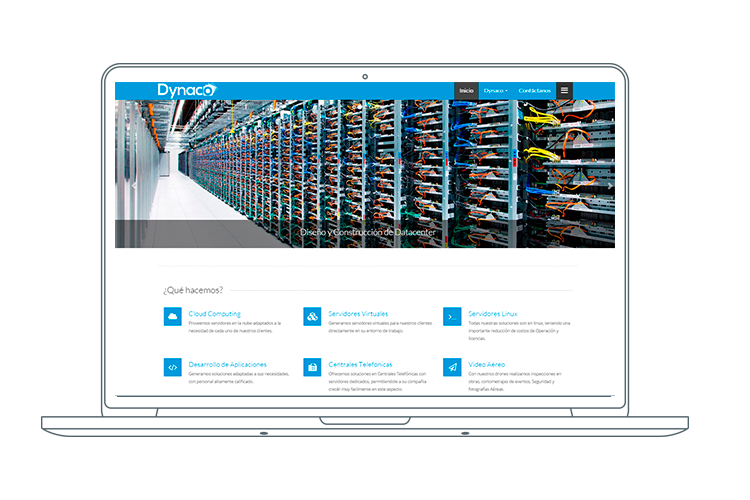 Dynaco
Inicio Dynaco Contáctanos
Diseño y Construcción de Datacenter
¿Qué hacemos?
Cloud Computing
Proveemos servidores en la nube adaptados a la
necesidad de cada uno de nuestros clientes.
Servidores Virtuales
Generamos servidores virtuales para nuestros clientes
directamente en su entorno de trabajo.
Servidores Linux
Todas nuestras soluciones son en linux, teniendo una
importante reducción de costos de Operación y
licencias.
Desarrollo de Aplicaciones
Generamos soluciones adaptadas a sus necesidades,
con personal altamente calificado.
Centrales Telefónicas
Ofrecemos soluciones en Centrales Telefónicas con
servidores dedicados, permitiendole a su compañía
crecer muy facilmente en este aspecto.
Video Aéreo
Con nuestros drones realizamos inspecciones en
obras, cortometrajes de eventos, Seguridad y
fotografías Aéreas.